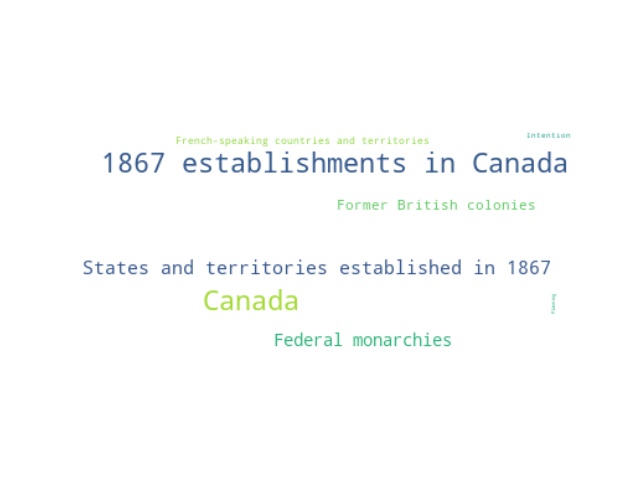 Intention
French-speaking countries and territories
1867 establishments in Canada
Former British colonies
States and territories established in 1867
Canada
Planning
Federal monarchies